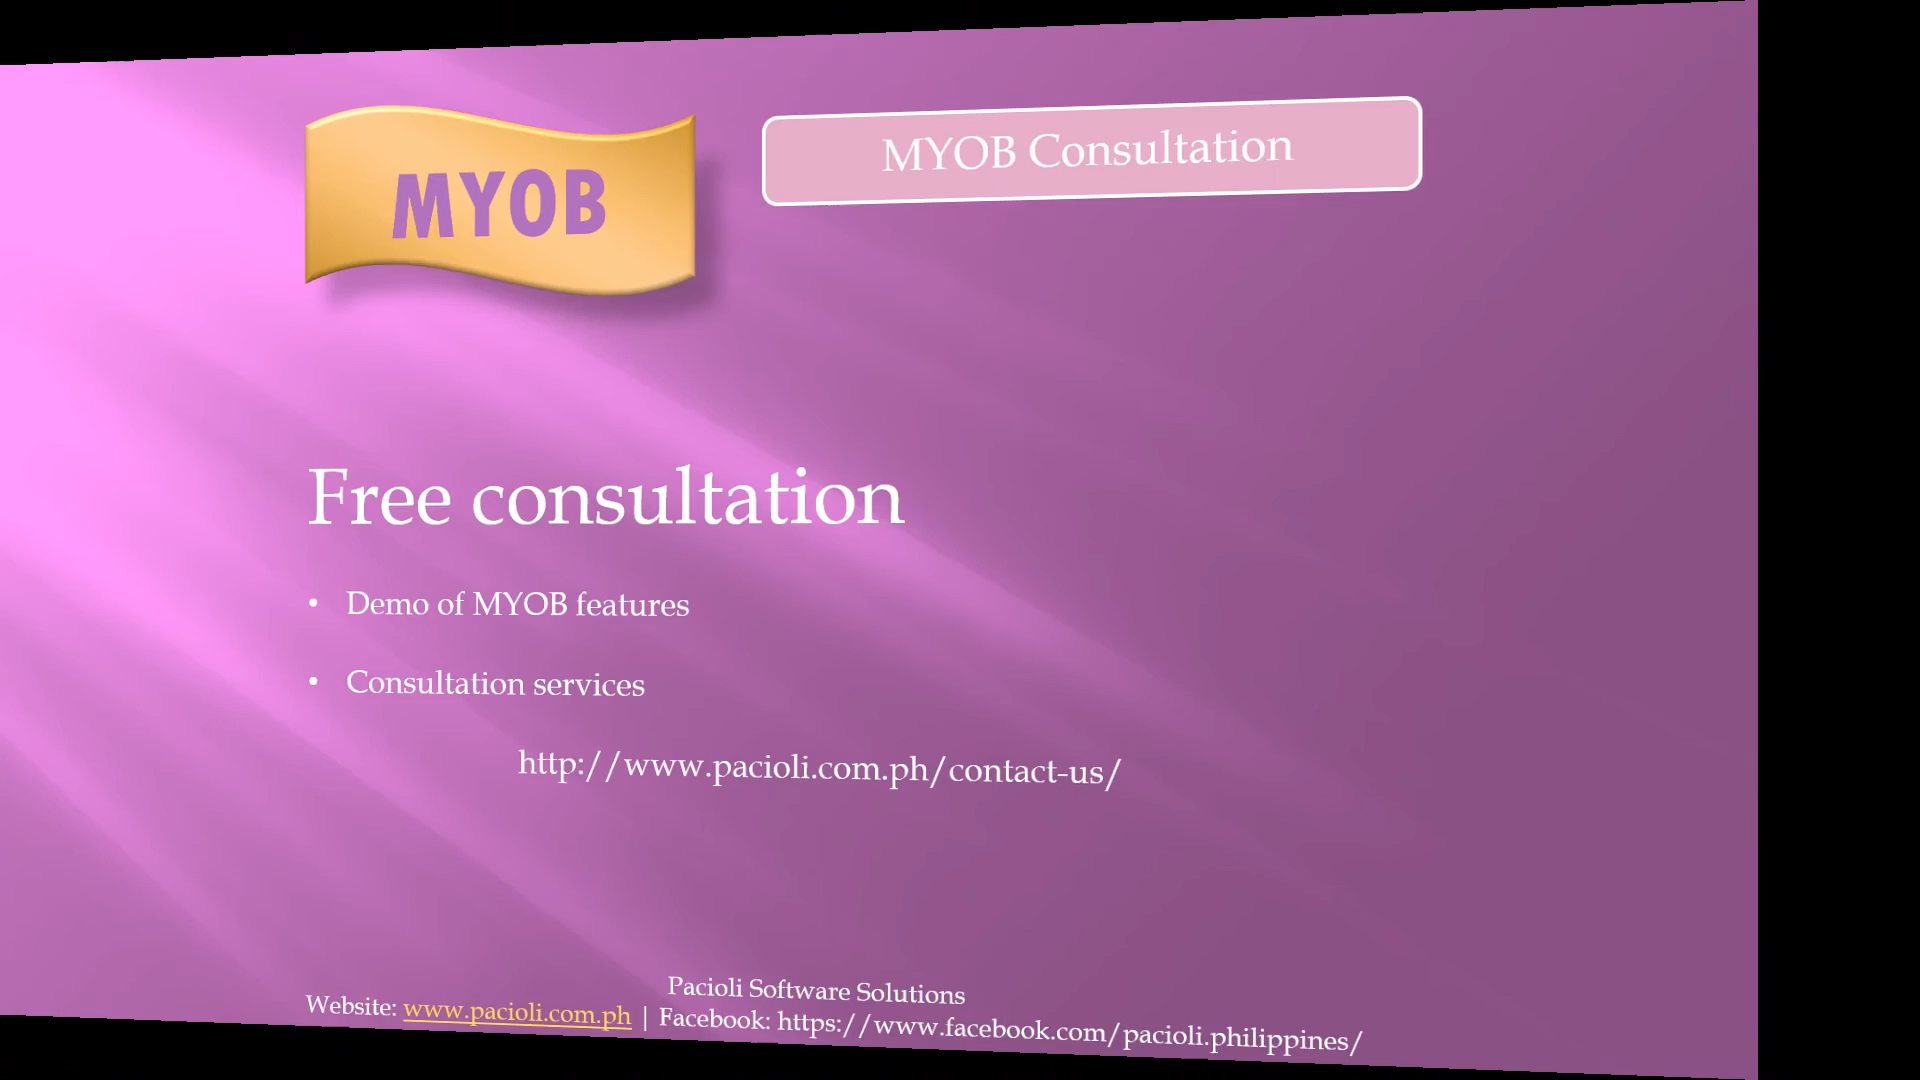 MYOB
MYOB Consultation
Free consultation
• Demo of MYOB features
• Consultation services
http://www.pacioli.com.ph/contact-us/
Pacioli Software Solutions
Website: www.pacioli.com.ph | Facebook: https://www.facebook.com/pacioli.philippines/